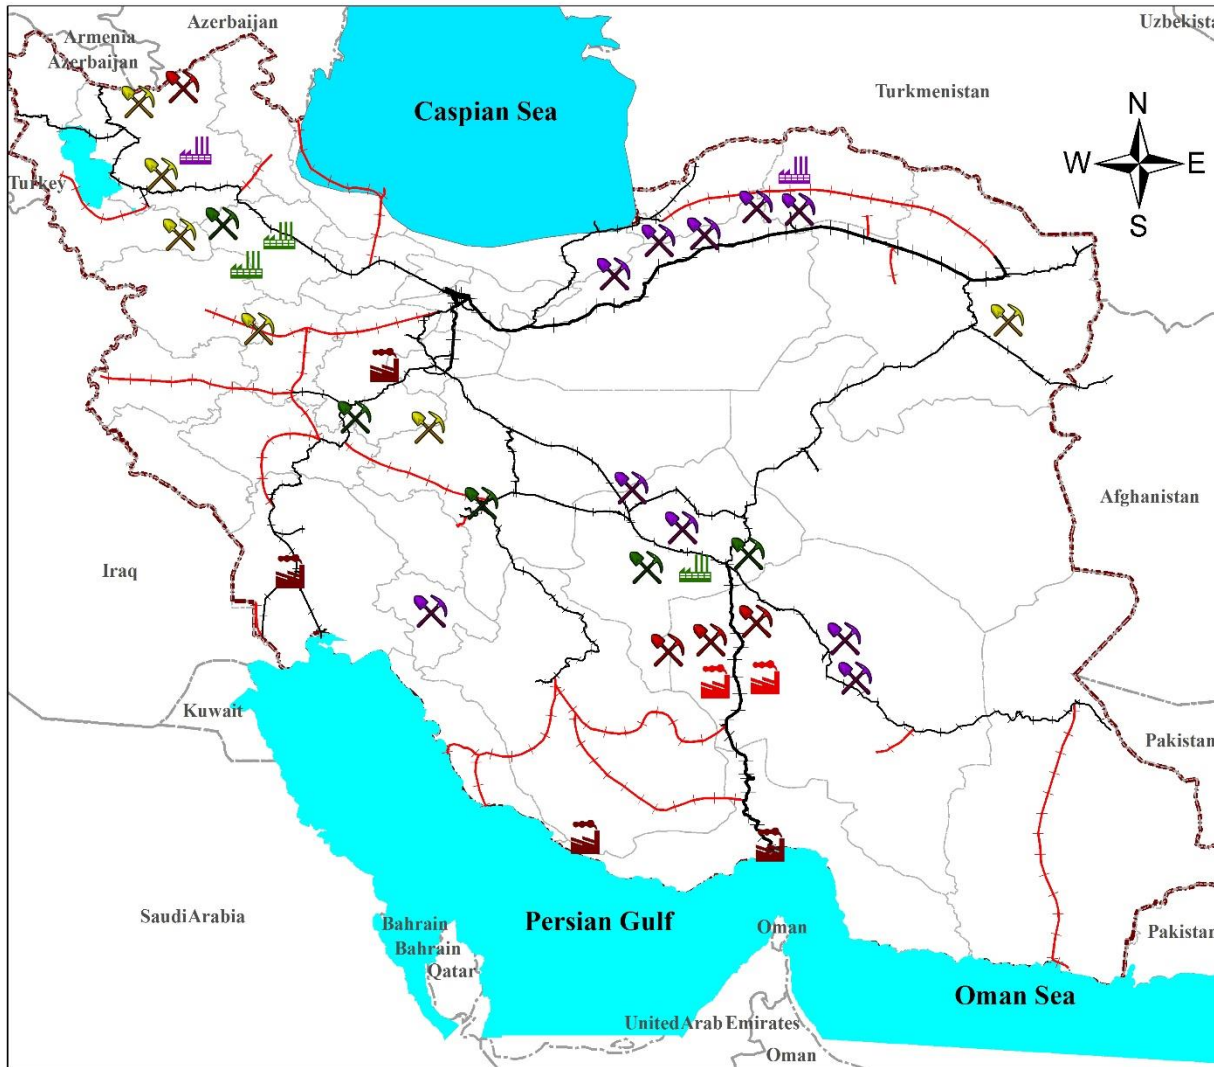 Azerbaijan
Uzbekista
Armenia
Azerbaijan
Caspian Sea
Turkmenistan
N
W
E
S
Turkey
Afghanistan
Iraq
Kuwait
Pakistan
Saudi Arabia
Bahrain
Bahrain
Qatar
Persian Gulf
Oman
Pakistan
Oman Sea
United Arab Emirates
Oman